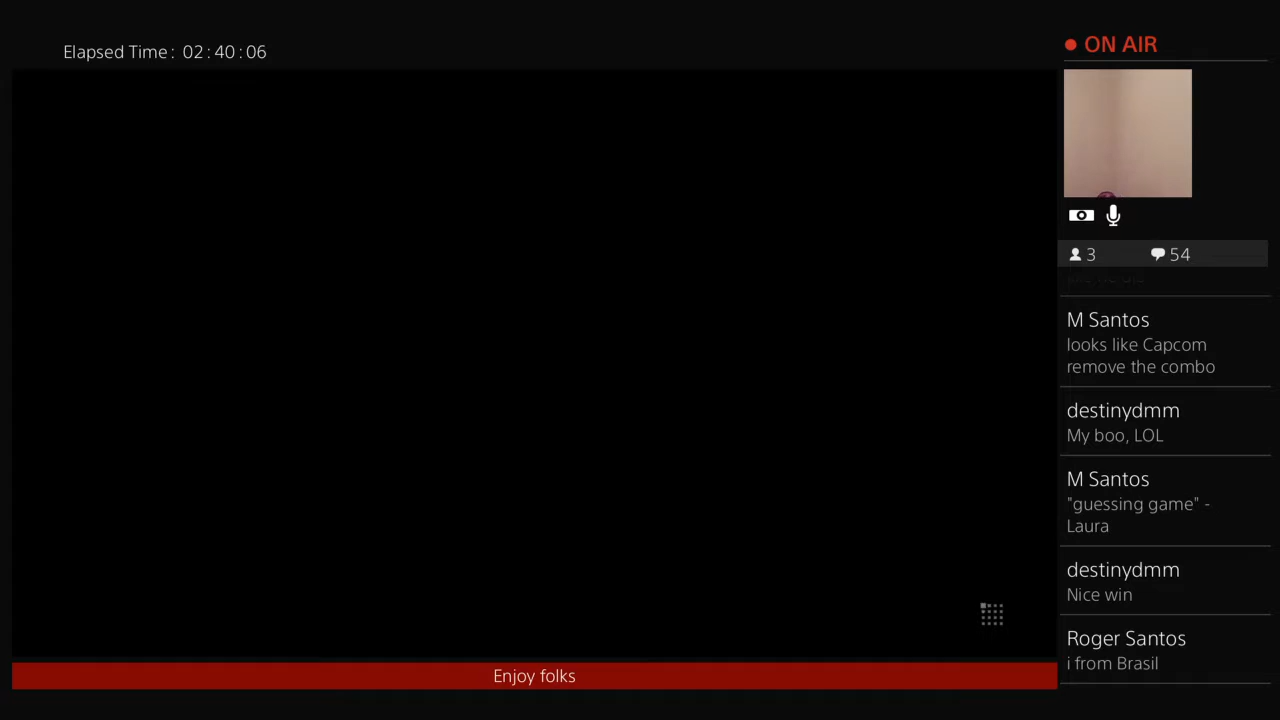 Elapsed Time: 02:40:06
ON AIR
3 54
M Santos
looks like Capcom
remove the combo
destinydmm
My boo, LOL
M Santos
"guessing game" -
Laura
destinydmm
Nice win
Roger Santos
i from Brasil
Enjoy folks